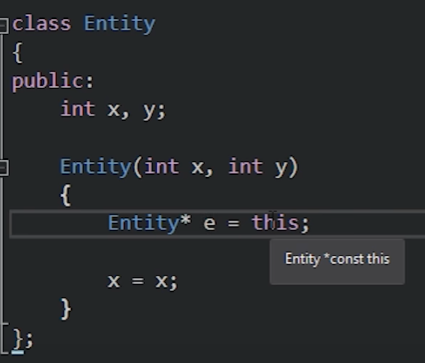 class Entity
{
public:
    int x, y;
    Entity(int x, int y)
    {
        Entity* e = this;
Entity *const this
        x = x;
    }
};